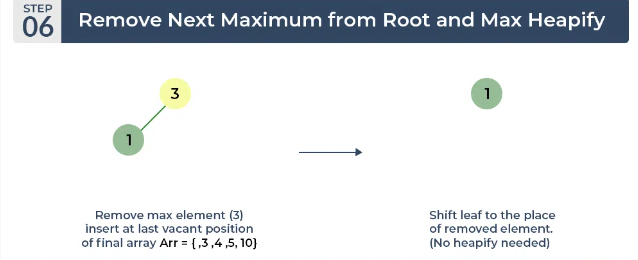 STEP
06
Remove Next Maximum from Root and Max Heapify
3
1
1
Remove max element (3)
insert at last vacant position
of final array Arr = { ,3 ,4 ,5, 10}
Shift leaf to the place
of removed element.
(No heapify needed)